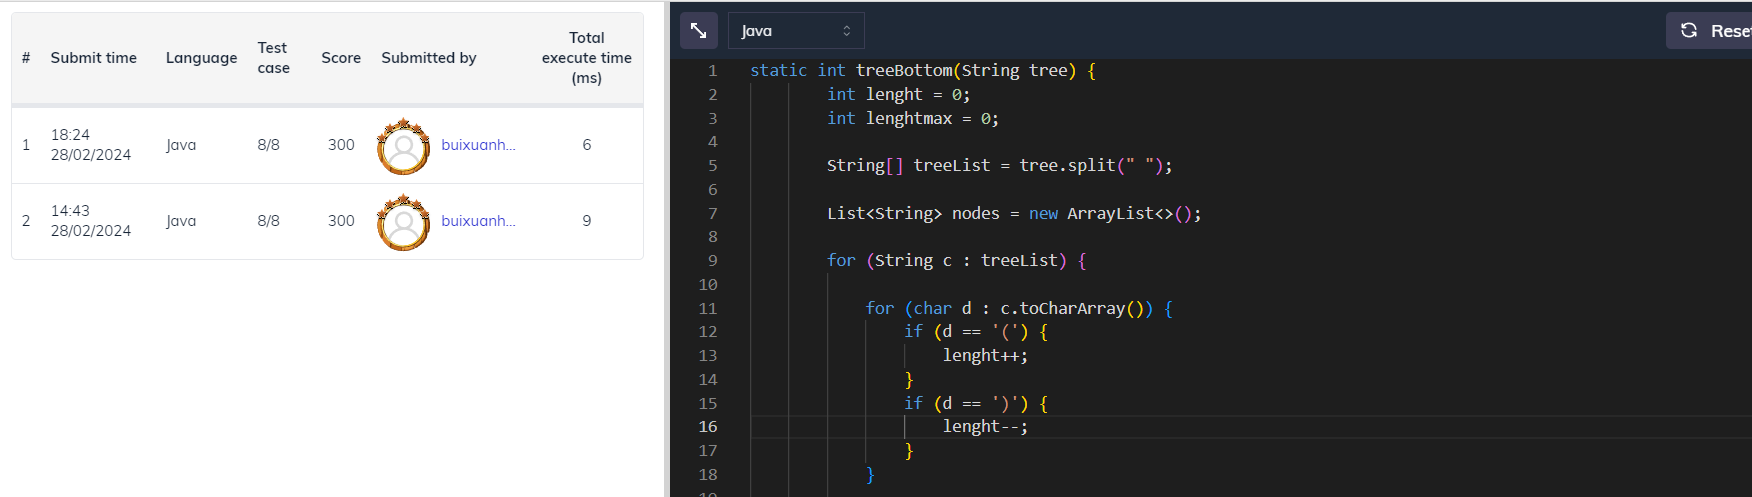 # Submit time Language Test case Score Submitted by Total execute time (ms)
1 18:24 28/02/2024 Java 8/8 300 buixuanh... 6
2 14:43 28/02/2024 Java 8/8 300 buixuanh... 9
Java
1 static int treeBottom(String tree) {
2 int lenght = 0;
3 int lenghtmax = 0;
4
5 String[] treeList = tree.split(" ");
6
7 List<String> nodes = new ArrayList<>();
8
9 for (String c : treeList) {
10
11 for (char d : c.toCharArray()) {
12 if (d == '(') {
13 lenght++;
14 }
15 if (d == ')') {
16 lenght--;
17 }
18 }